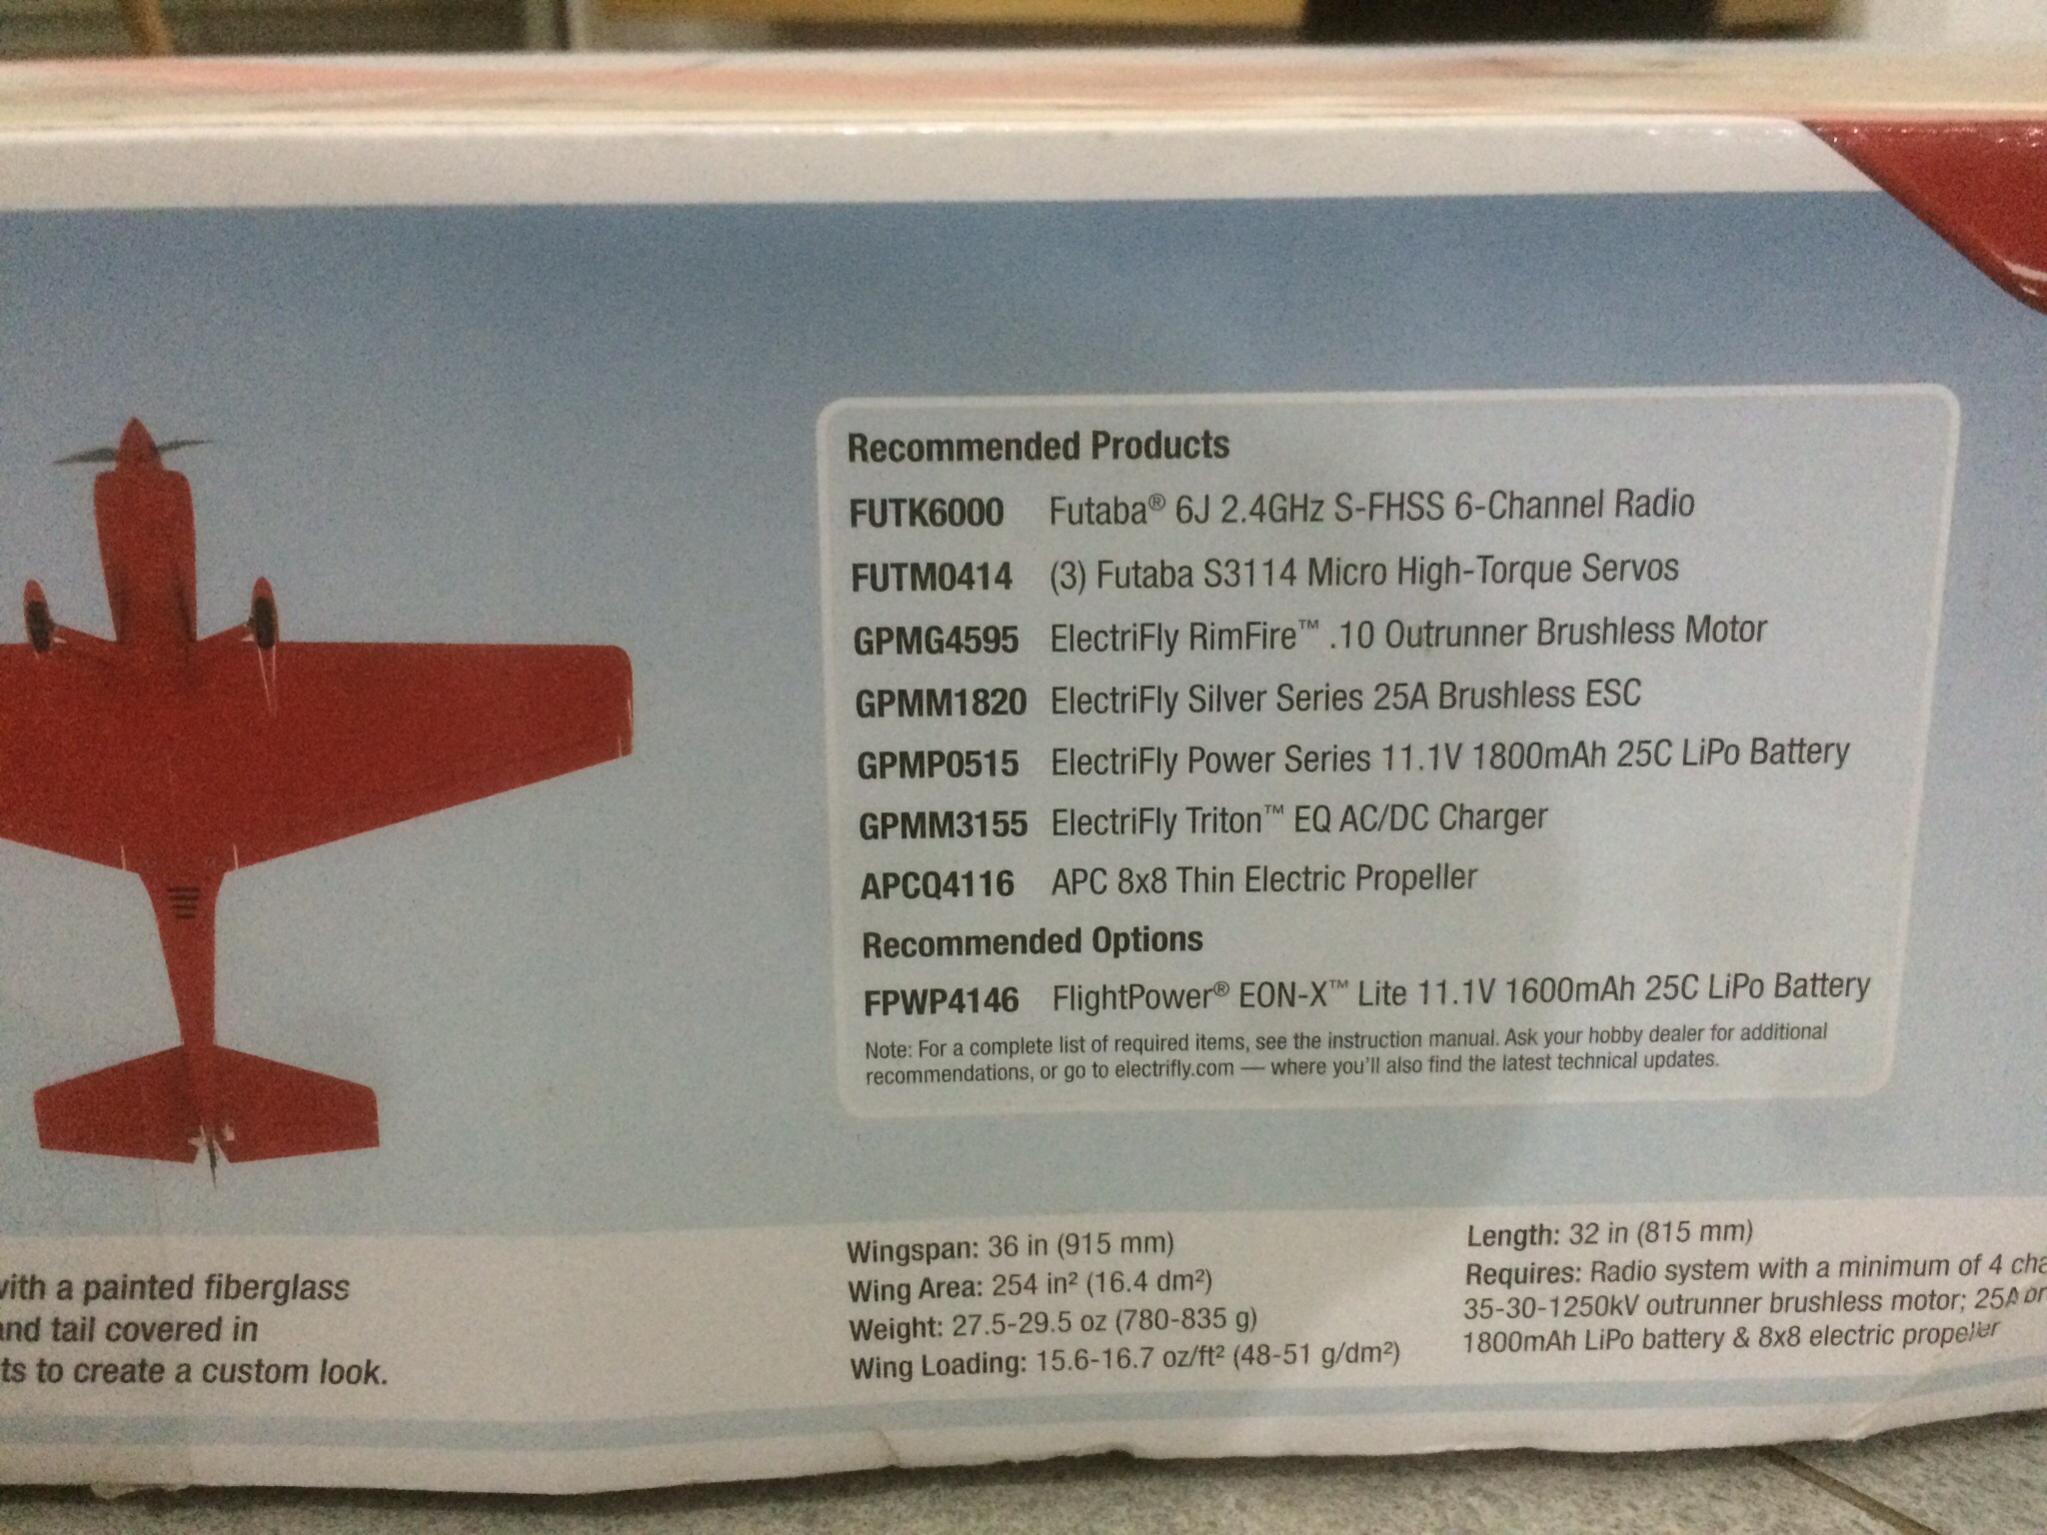 Recommended Products
FUTK6000 Futaba® 6J 2.4GHz S-FHSS 6-Channel Radio
FUTM0414 (3) Futaba S3114 Micro High-Torque Servos
GPMG4595 ElectriFly RimFire™ .10 Outrunner Brushless Motor
GPMM1820 ElectriFly Silver Series 25A Brushless ESC
GPMP0515 ElectriFly Power Series 11.1V 1800mAh 25C LiPo Battery
GPMM3155 ElectriFly Triton™ EQ AC/DC Charger
APCQ4116 APC 8x8 Thin Electric Propeller
Recommended Options
FPWP4146 FlightPower® EON-X™ Lite 11.1V 1600mAh 25C LiPo Battery
Note: For a complete list of required items, see the instruction manual. Ask your hobby dealer for additional
recommendations, or go to electrifly.com — where you'll also find the latest technical updates.
with a painted fiberglass
and tail covered in
ts to create a custom look.
Wingspan: 36 in (915 mm)
Wing Area: 254 in² (16.4 dm²)
Weight: 27.5-29.5 oz (780-835 g)
Wing Loading: 15.6-16.7 oz/ft² (48-51 g/dm²)
Length: 32 in (815 mm)
Requires: Radio system with a minimum of 4 cha
35-30-1250kV outrunner brushless motor; 25A or
1800mAh LiPo battery & 8x8 electric propeller